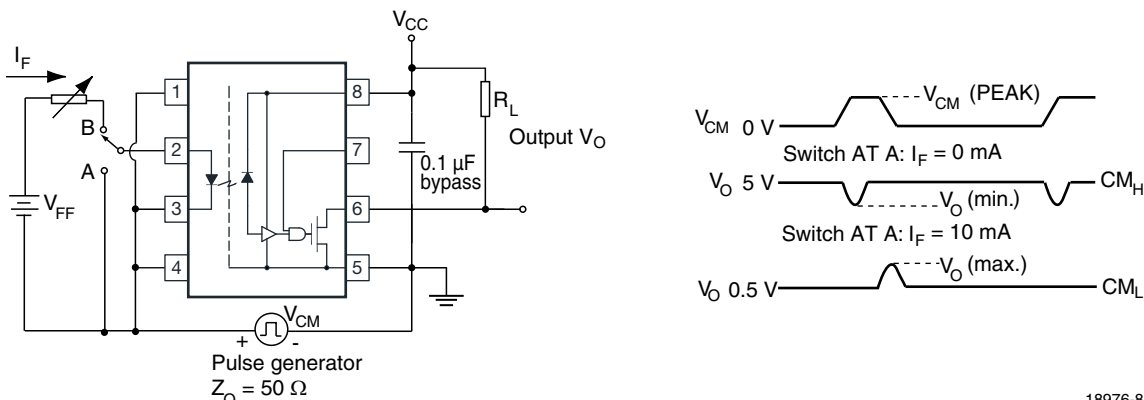 V_CC
I_F
1
8
R_L
B
Output V_O
2
7
A
0.1 µF
bypass
V_FF
3
6
4
5
V_CM
+
-
Pulse generator
Z_O = 50 Ω
V_CM (PEAK)
V_CM 0 V
Switch AT A: I_F = 0 mA
V_O 5 V
CM_H
V_O (min.)
Switch AT A: I_F = 10 mA
V_O (max.)
V_O 0.5 V
CM_L
18976-8